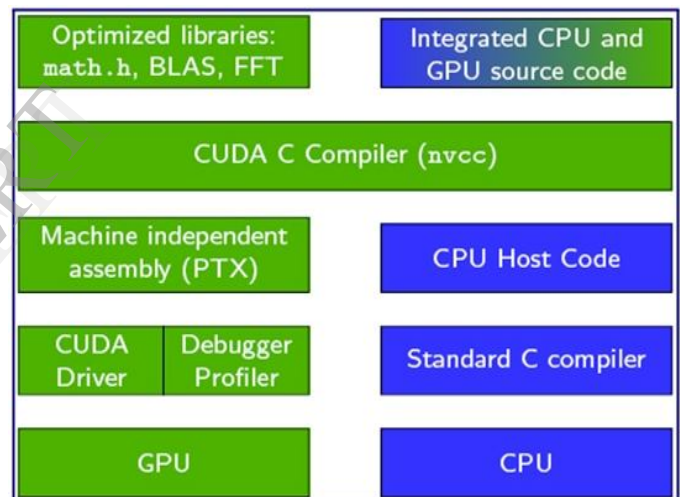 Optimized libraries:
math.h, BLAS, FFT
Integrated CPU and
GPU source code
CUDA C Compiler (nvcc)
Machine independent
assembly (PTX)
CPU Host Code
CUDA
Driver
Debugger
Profiler
Standard C compiler
GPU
CPU